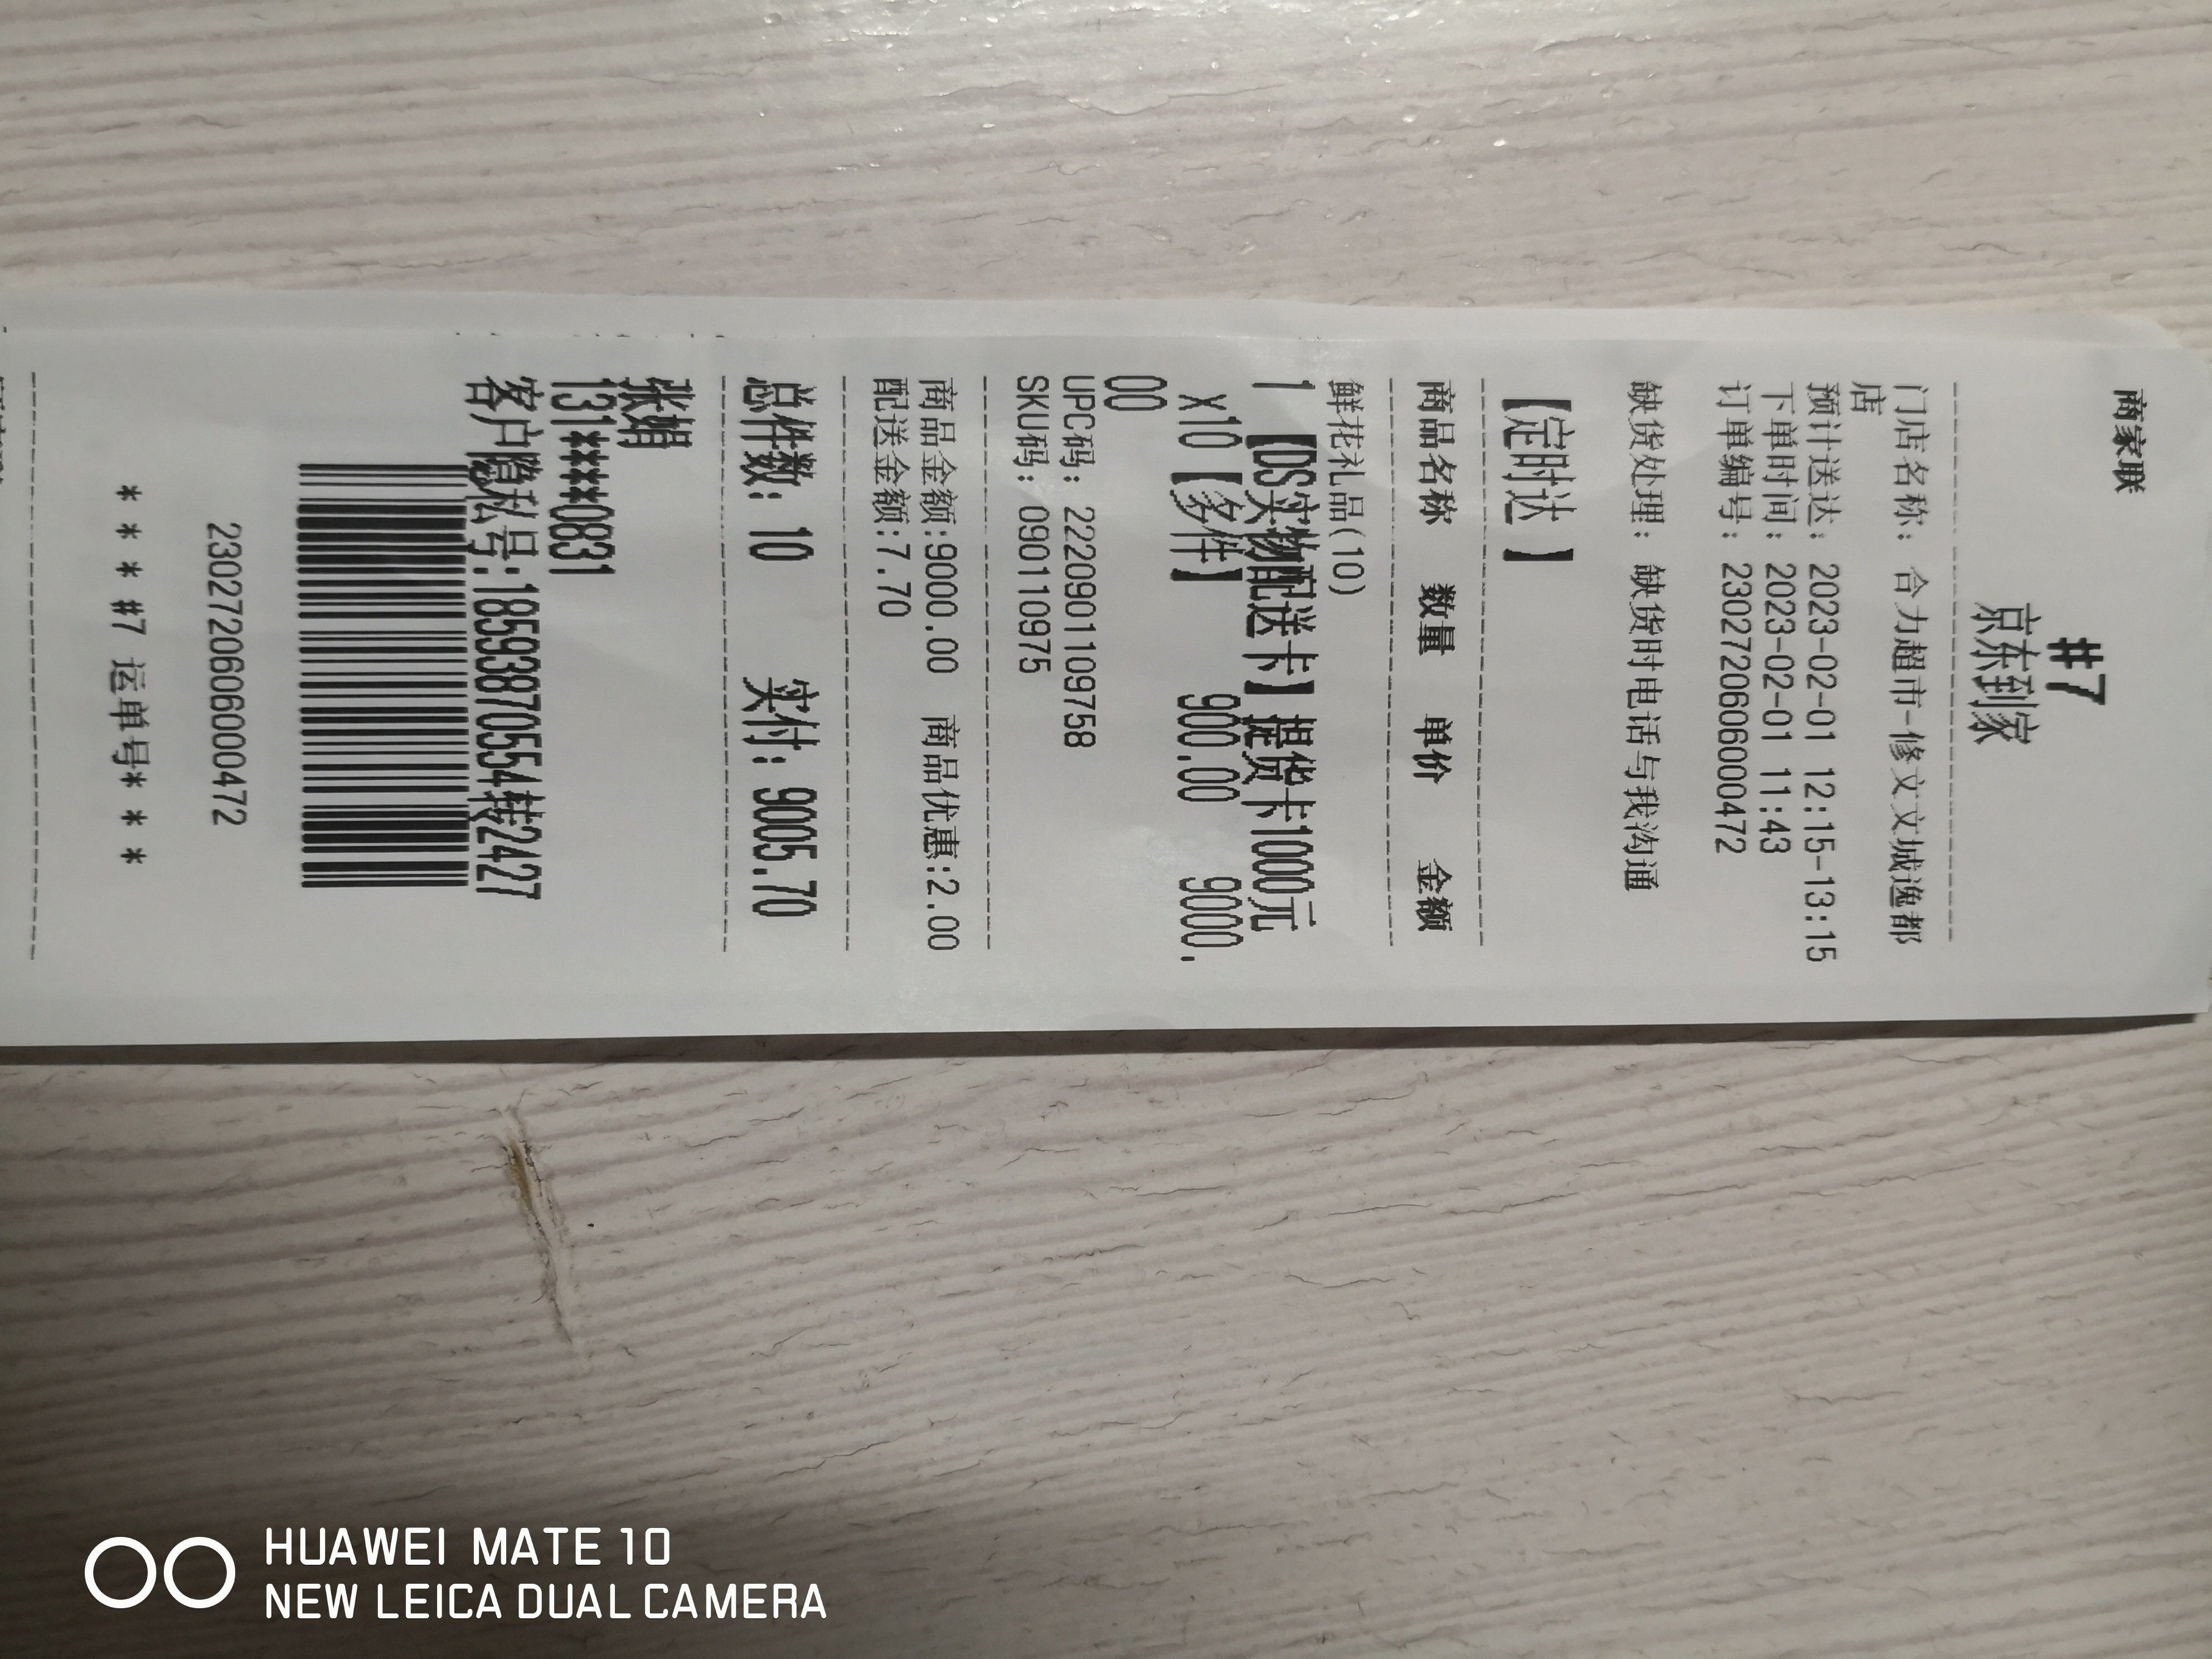 商家联
#7
京东到家
门店名称: 合力超市-修文文城逸都
店
预计送达: 2023-02-01 12:15-13:15
下单时间: 2023-02-01 11:43
订单编号: 2302720606000472
缺货处理: 缺货时电话与我沟通
【定时达 】
商品名称 数量 单价 金额
鲜花礼品(10)
1 【DS实物配送卡】提货卡1000元
x10【多件】 900.00 9000.
00
UPC码: 2220901109758
SKU码: 090110975
商品金额:9000.00 商品优惠:2.00
配送金额:7.70
总件数: 10 实付: 9005.70
张娟
131****0831
客户隐私号:18593870554转2427
2302720606000472
* * * #7 运单号* * *
HUAWEI MATE 10
NEW LEICA DUAL CAMERA